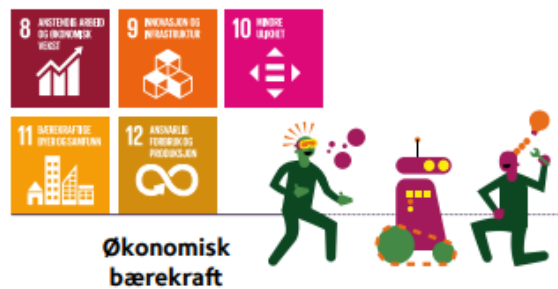 8 ANSTENDIG ARBEID
OG ØKONOMISK
VEKST
9 INNOVASJON OG
INFRASTRUKTUR
10 MINDRE
ULIKHET
11 BÆREKRAFTIGE
BYER OG SAMFUNN
12 ANSVARLIG
FORBRUK OG
PRODUKSJON
Økonomisk
bærekraft